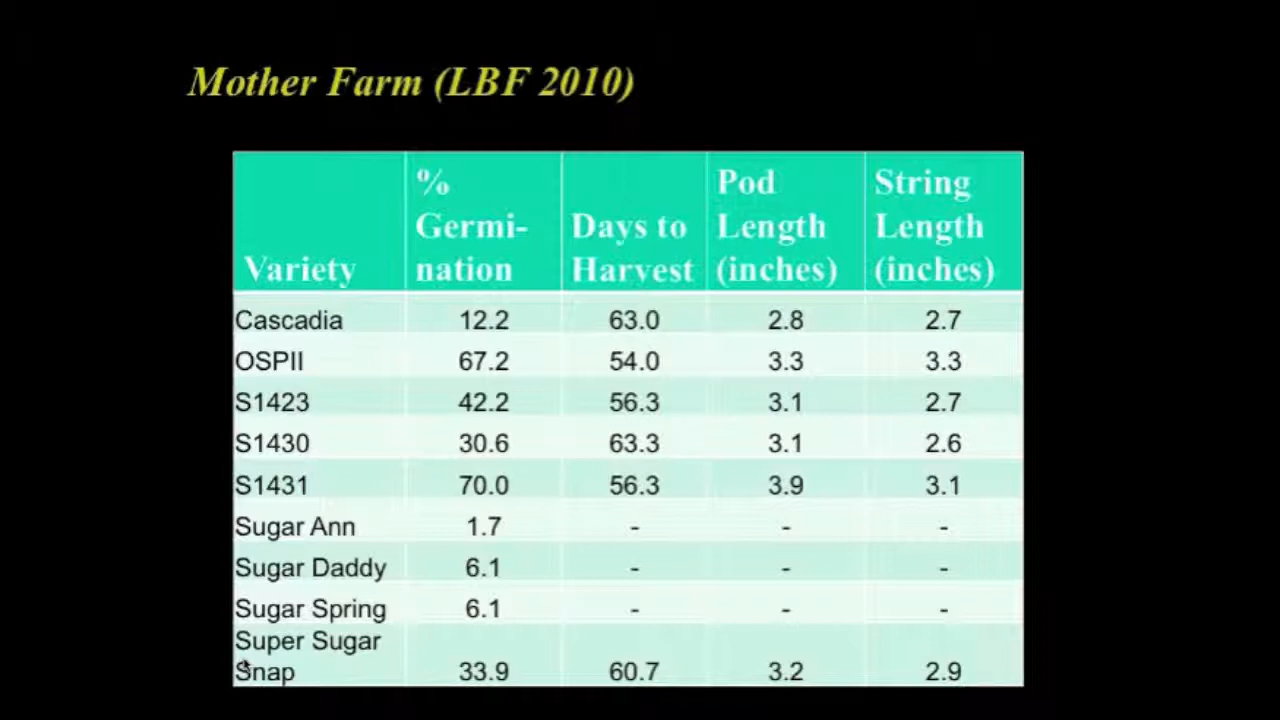 Mother Farm (LBF 2010)
Variety % Germi- nation Days to Harvest Pod Length (inches) String Length (inches)
Cascadia 12.2 63.0 2.8 2.7
OSPII 67.2 54.0 3.3 3.3
S1423 42.2 56.3 3.1 2.7
S1430 30.6 63.3 3.1 2.6
S1431 70.0 56.3 3.9 3.1
Sugar Ann 1.7 - - -
Sugar Daddy 6.1 - - -
Sugar Spring 6.1 - - -
Super Sugar
Snap 33.9 60.7 3.2 2.9